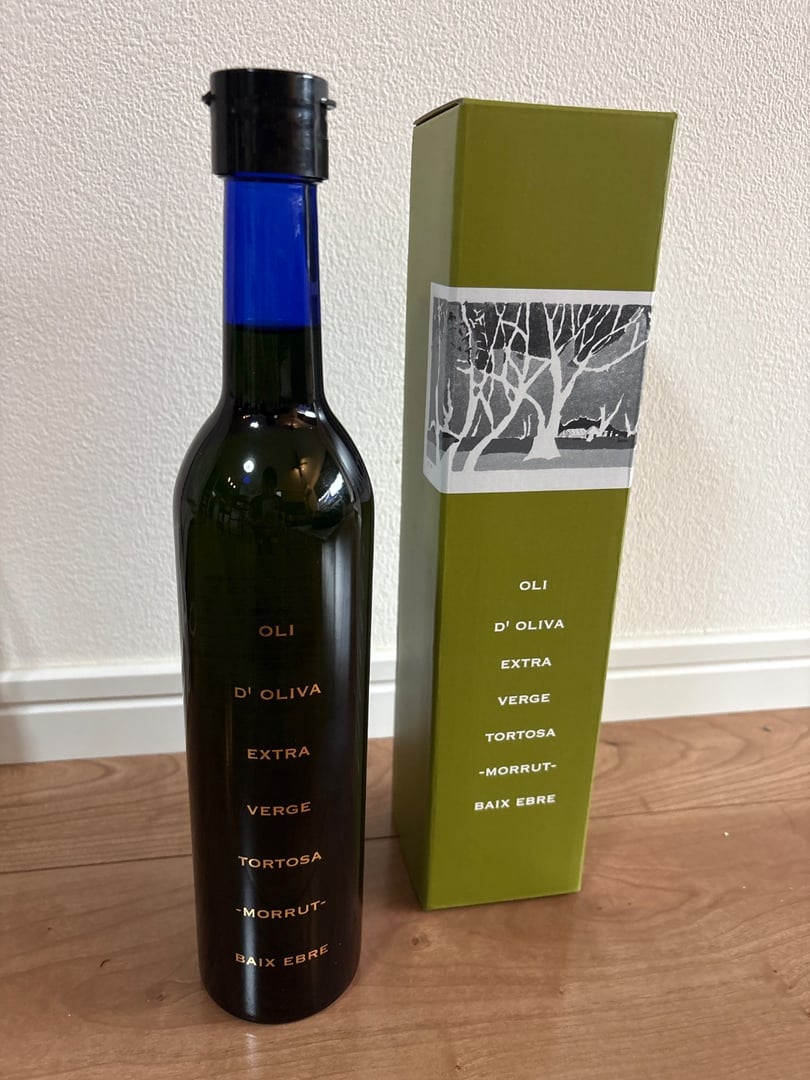 OLI
D' OLIVA
EXTRA
VERGE
TORTOSA
-MORRUT-
BAIX EBRE
OLI
D' OLIVA
EXTRA
VERGE
TORTOSA
-MORRUT-
BAIX EBRE